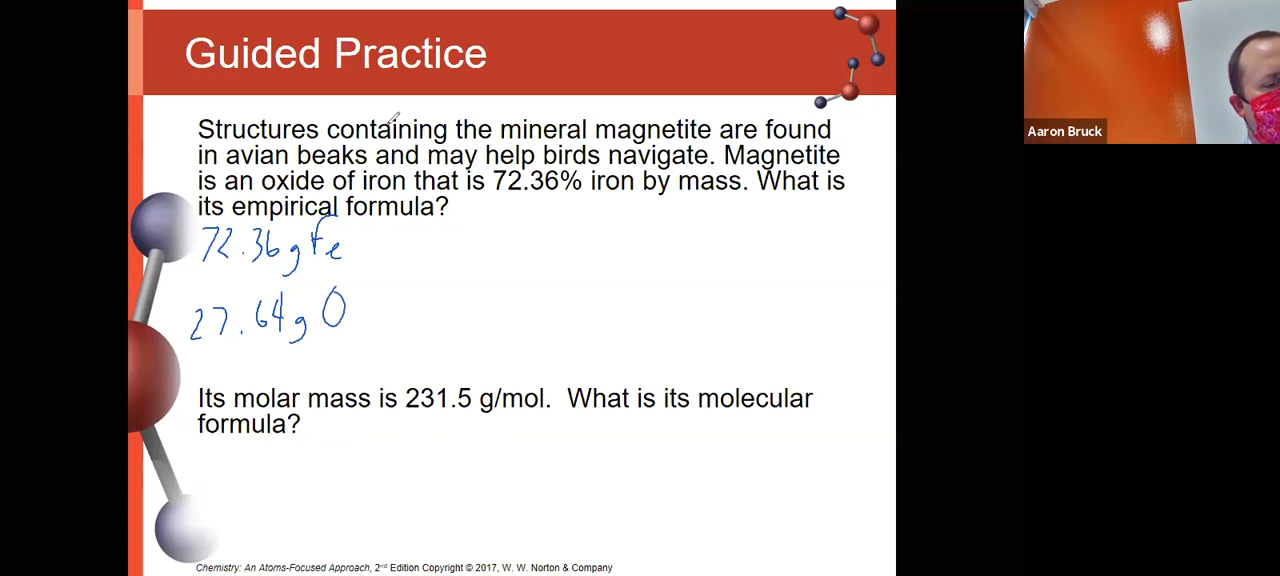 Guided Practice
Structures containing the mineral magnetite are found
in avian beaks and may help birds navigate. Magnetite
is an oxide of iron that is 72.36% iron by mass. What is
its empirical formula?
72.36 g Fe
27.64 g O
Its molar mass is 231.5 g/mol. What is its molecular
formula?
Chemistry: An Atoms-Focused Approach, 2nd Edition Copyright © 2017, W. W. Norton & Company
Aaron Bruck